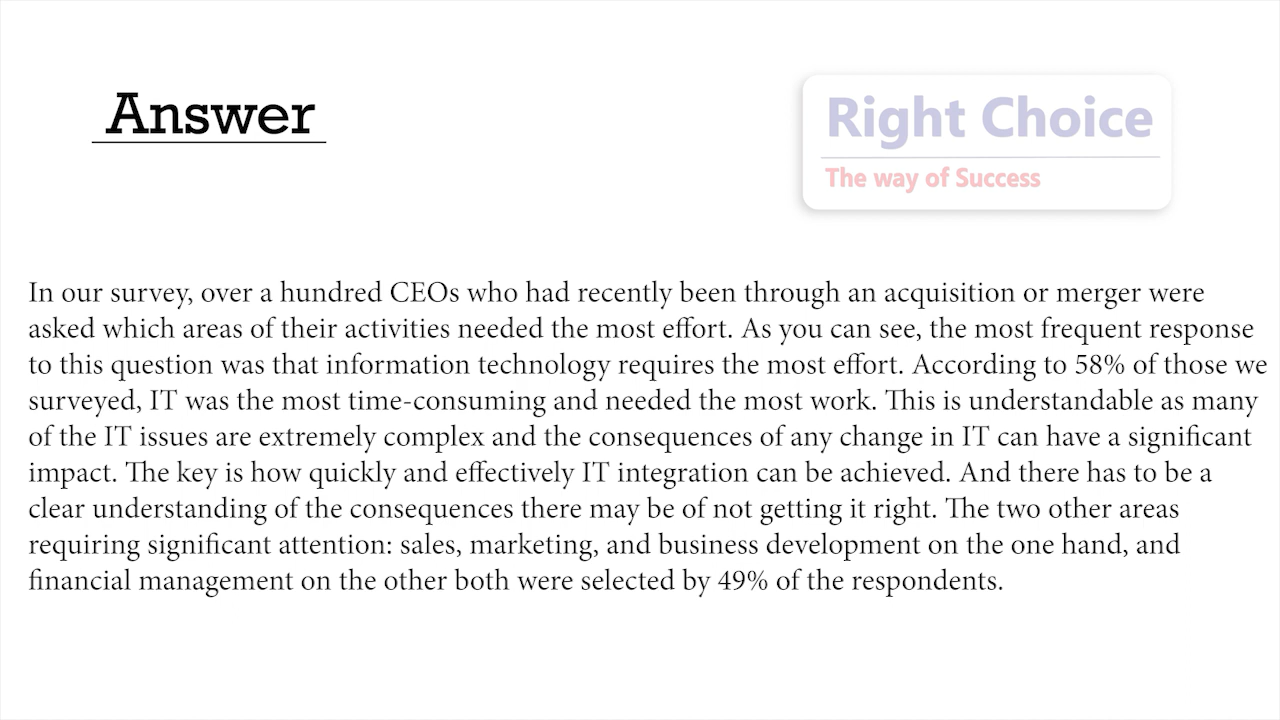 Answer
Right Choice
The way of Success
In our survey, over a hundred CEOs who had recently been through an acquisition or merger were
asked which areas of their activities needed the most effort. As you can see, the most frequent response
to this question was that information technology requires the most effort. According to 58% of those we
surveyed, IT was the most time-consuming and needed the most work. This is understandable as many
of the IT issues are extremely complex and the consequences of any change in IT can have a significant
impact. The key is how quickly and effectively IT integration can be achieved. And there has to be a
clear understanding of the consequences there may be of not getting it right. The two other areas
requiring significant attention: sales, marketing, and business development on the one hand, and
financial management on the other both were selected by 49% of the respondents.